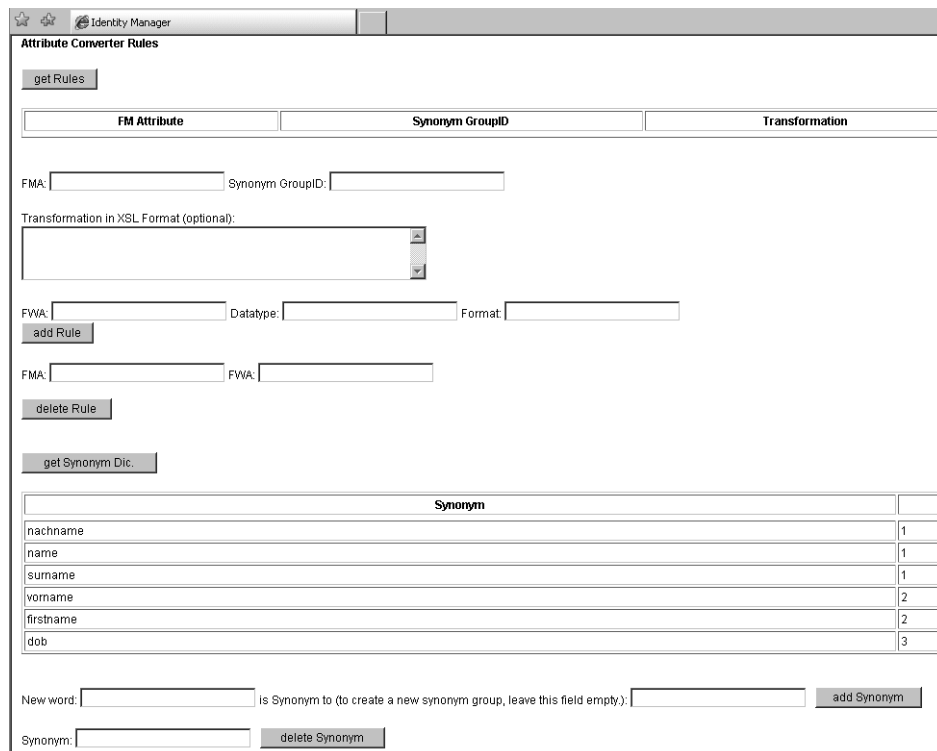 Identity Manager
Attribute Converter Rules
get Rules
FM Attribute Synonym GroupID Transformation
FMA: Synonym GroupID:
Transformation in XSL Format (optional):
FWA: Datatype: Format:
add Rule
FMA: FWA:
delete Rule
get Synonym Dic.
Synonym
nachname 1
name 1
surname 1
vorname 2
firstname 2
dob 3
New word: is Synonym to (to create a new synonym group, leave this field empty.): add Synonym
Synonym: delete Synonym